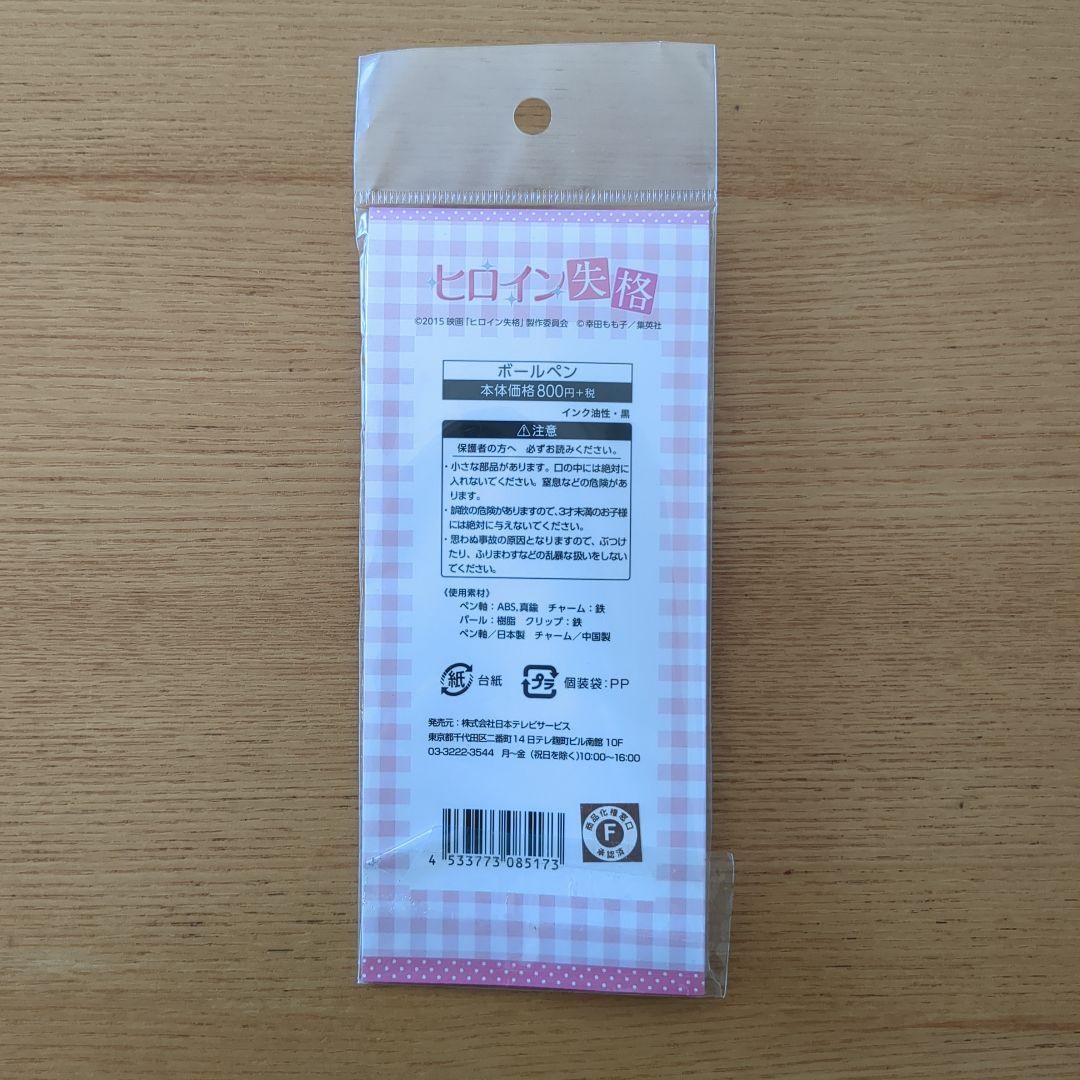 ヒロイン失格
©2015 映画「ヒロイン失格」製作委員会 ©幸田もも子／集英社
ボールペン
本体価格800円+税
インク油性・黒
⚠注意
保護者の方へ 必ずお読みください。
・小さな部品があります。口の中には絶対に
入れないでください。窒息などの危険があ
ります。
・誤飲の危険がありますので、3才未満のお子様
には絶対に与えないでください。
・思わぬ事故の原因となりますので、ぶつけ
たり、ふりまわすなどの乱暴な扱いをしない
でください。
《使用素材》
ペン軸：ABS,真鍮 チャーム：鉄
パール：樹脂 クリップ：鉄
ペン軸／日本製 チャーム／中国製
紙 台紙 プラ 個装袋：PP
発売元：株式会社日本テレビサービス
東京都千代田区二番町14 日テレ麹町ビル南館 10F
03-3222-3544 月〜金（祝日を除く）10:00〜16:00
商品化権窓口
F
承認済
4 533773 085173